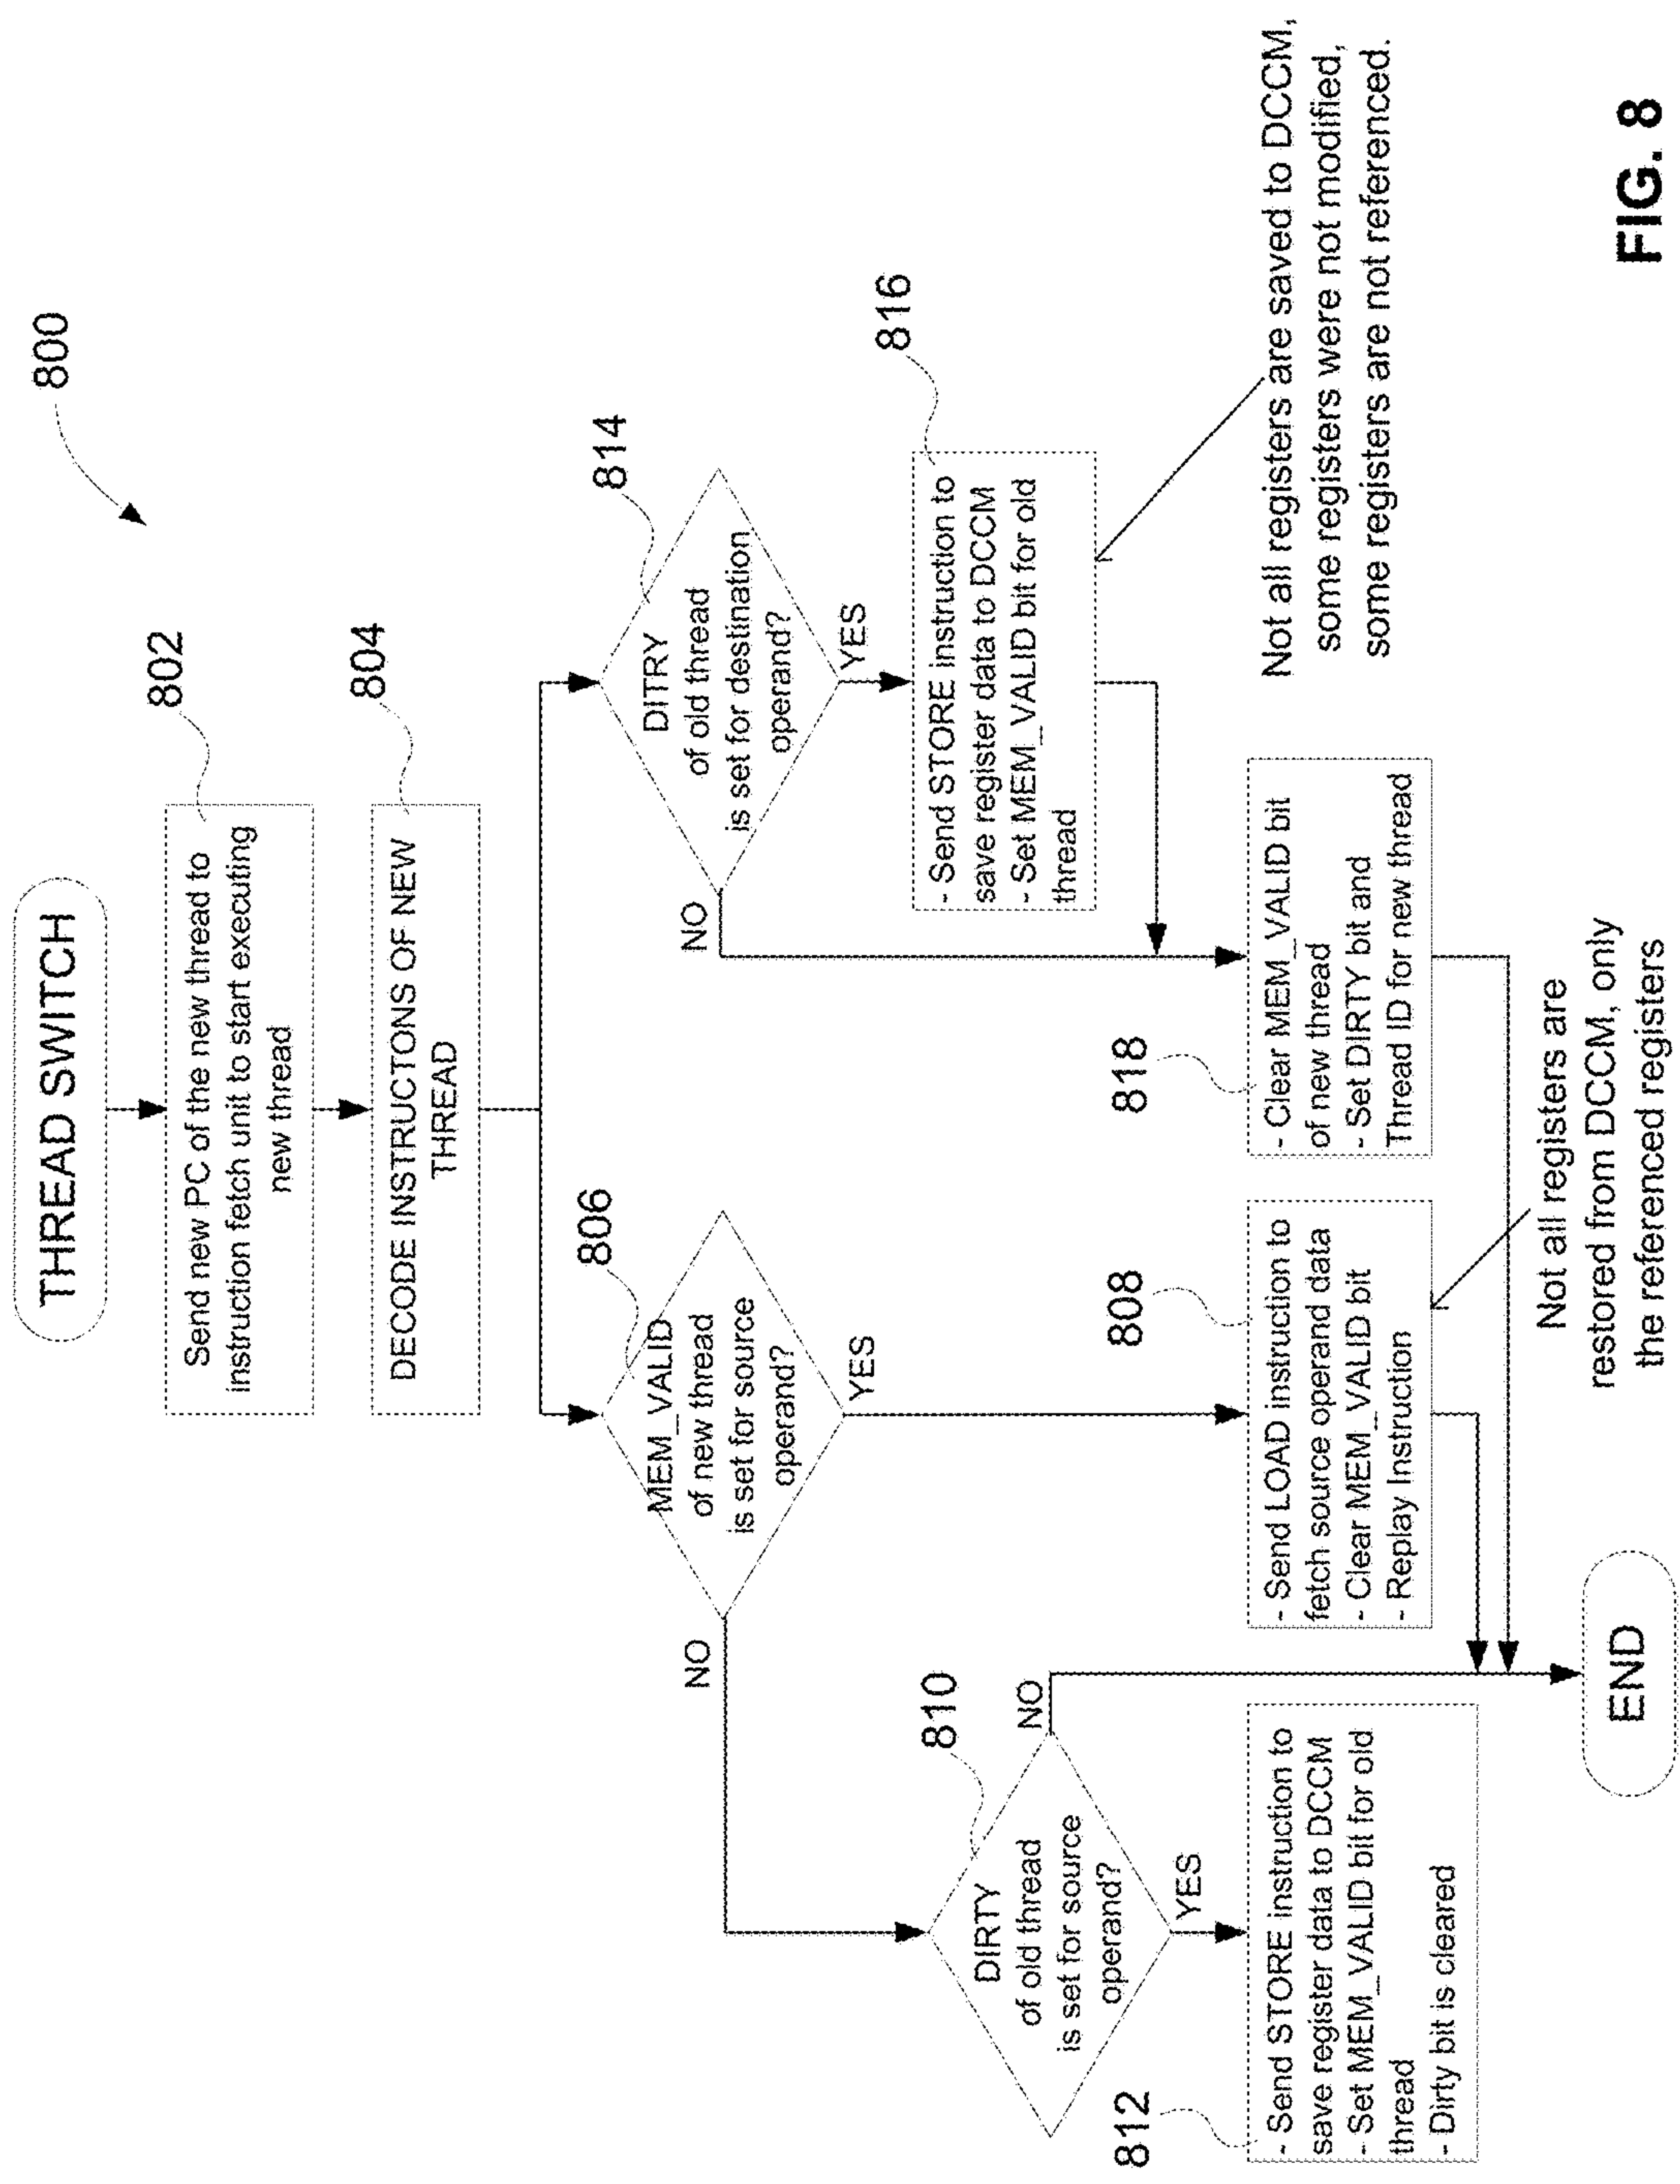 800
THREAD SWITCH
802
Send new PC of the new thread to
instruction fetch unit to start executing
new thread
804
DECODE INSTRUCTONS OF NEW
THREAD
806
MEM_VALID
of new thread
is set for source
operand?
NO
YES
814
DITRY
of old thread
is set for destination
operand?
NO
YES
816
- Send STORE instruction to
save register data to DCCM
- Set MEM_VALID bit for old
thread
810
DIRTY
of old thread
is set for source
operand?
NO
YES
812
- Send STORE instruction to
save register data to DCCM
- Set MEM_VALID bit for old
thread
- Dirty bit is cleared
808
- Send LOAD instruction to
fetch source operand data
- Clear MEM_VALID bit
- Replay Instruction
818
- Clear MEM_VALID bit
of new thread
- Set DIRTY bit and
Thread ID for new thread
Not all registers are saved to DCCM,
some registers were not modified,
some registers are not referenced.
Not all registers are
restored from DCCM, only
the referenced registers
END
FIG. 8